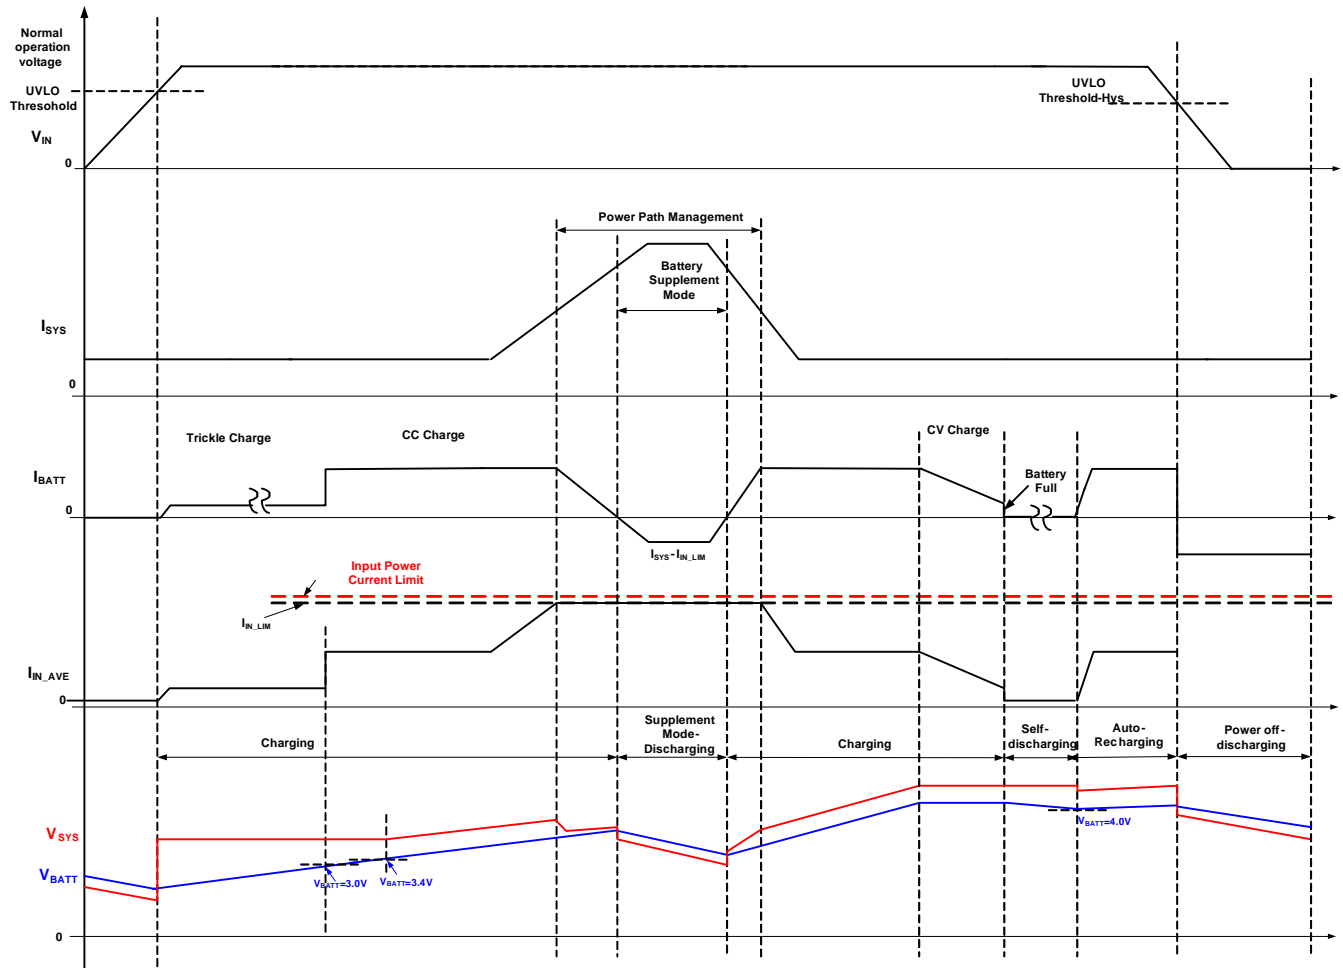 Normal
operation
voltage
UVLO
Thresohold
UVLO
Threshold-Hys
VIN
0
Power Path Management
Battery
Supplement
Mode
ISYS
0
Trickle Charge
CC Charge
CV Charge
Battery
Full
IBATT
0
ISYS-IIN_LIM
Input Power
Current Limit
IIN_LIM
IIN_AVE
0
Charging
Supplement
Mode-
Discharging
Charging
Self-
discharging
Auto-
Recharging
Power off-
discharging
VSYS
VBATT=4.0V
VBATT
VBATT=3.0V
VBATT=3.4V
0